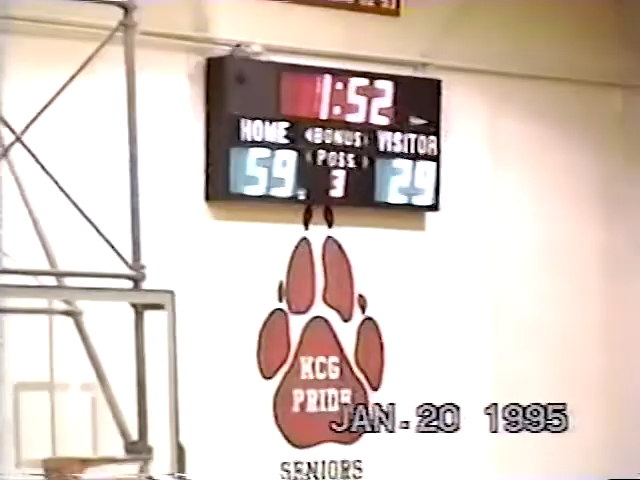 1:52
HOME <BONUS> VISITOR
<POSS.>
59 3 29
KCG
PRIDE
JAN. 20 1995
SENIORS